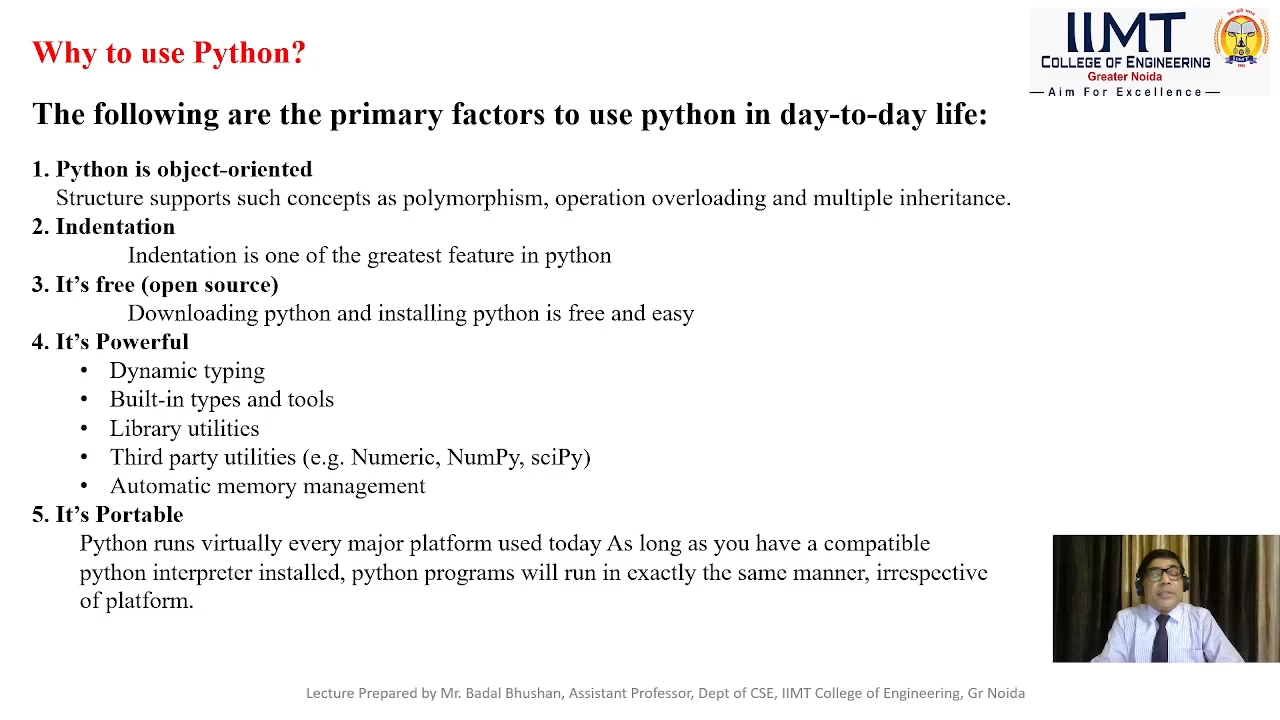 Why to use Python?
IIMT
COLLEGE OF ENGINEERING
Greater Noida
—Aim For Excellence—
The following are the primary factors to use python in day-to-day life:
1. Python is object-oriented
Structure supports such concepts as polymorphism, operation overloading and multiple inheritance.
2. Indentation
Indentation is one of the greatest feature in python
3. It’s free (open source)
Downloading python and installing python is free and easy
4. It’s Powerful
• Dynamic typing
• Built-in types and tools
• Library utilities
• Third party utilities (e.g. Numeric, NumPy, sciPy)
• Automatic memory management
5. It’s Portable
Python runs virtually every major platform used today As long as you have a compatible
python interpreter installed, python programs will run in exactly the same manner, irrespective
of platform.
Lecture Prepared by Mr. Badal Bhushan, Assistant Professor, Dept of CSE, IIMT College of Engineering, Gr Noida